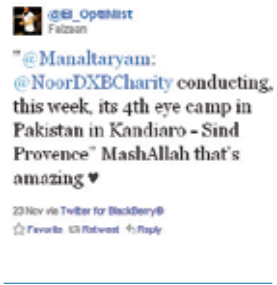 @El_Optimist
Faizaan
"@Manaltaryam:
@NoorDXBCharity conducting,
this week, its 4th eye camp in
Pakistan in Kandiaro - Sind
Provence" MashAllah that's
amazing ♥
23 Nov via Twitter for BlackBerry®
Favorite Retweet Reply